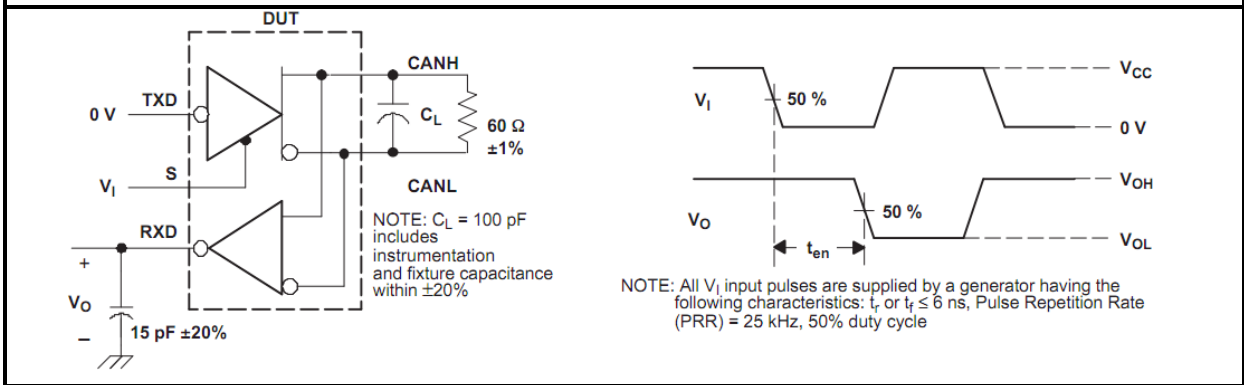 DUT
CANH
TXD
0 V
CL
60 Ω
±1%
S
VI
CANL
RXD
NOTE: CL = 100 pF
includes
instrumentation
and fixture capacitance
within ±20%
+
VO
–
15 pF ±20%
VI
50 %
VCC
0 V
VO
50 %
VOH
VOL
ten
NOTE: All VI input pulses are supplied by a generator having the
following characteristics: tr or tf ≤ 6 ns, Pulse Repetition Rate
(PRR) = 25 kHz, 50% duty cycle